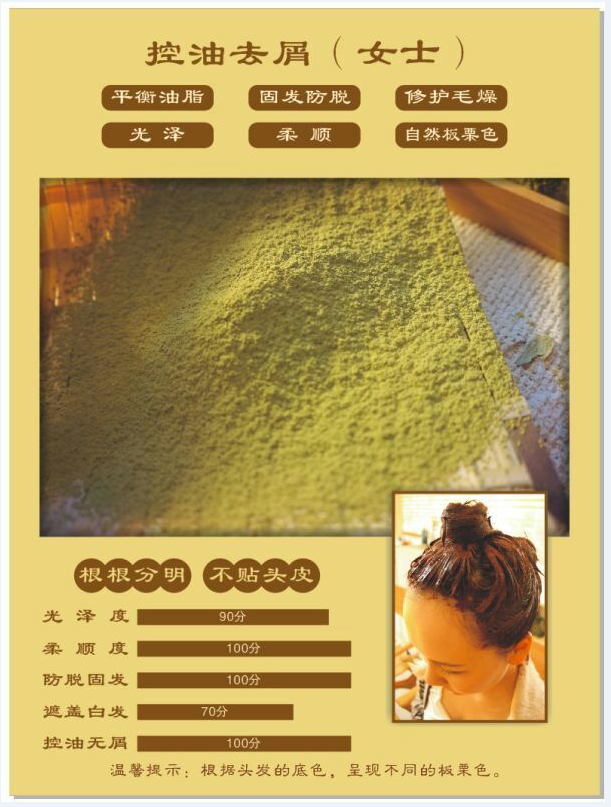 控油去屑（女士）
平衡油脂 固发防脱 修护毛燥
光 泽 柔 顺 自然板栗色
根根分明 不贴头皮
光 泽 度 90分
柔 顺 度 100分
防脱固发 100分
遮盖白发 70分
控油无屑 100分
温馨提示：根据头发的底色，呈现不同的板栗色。